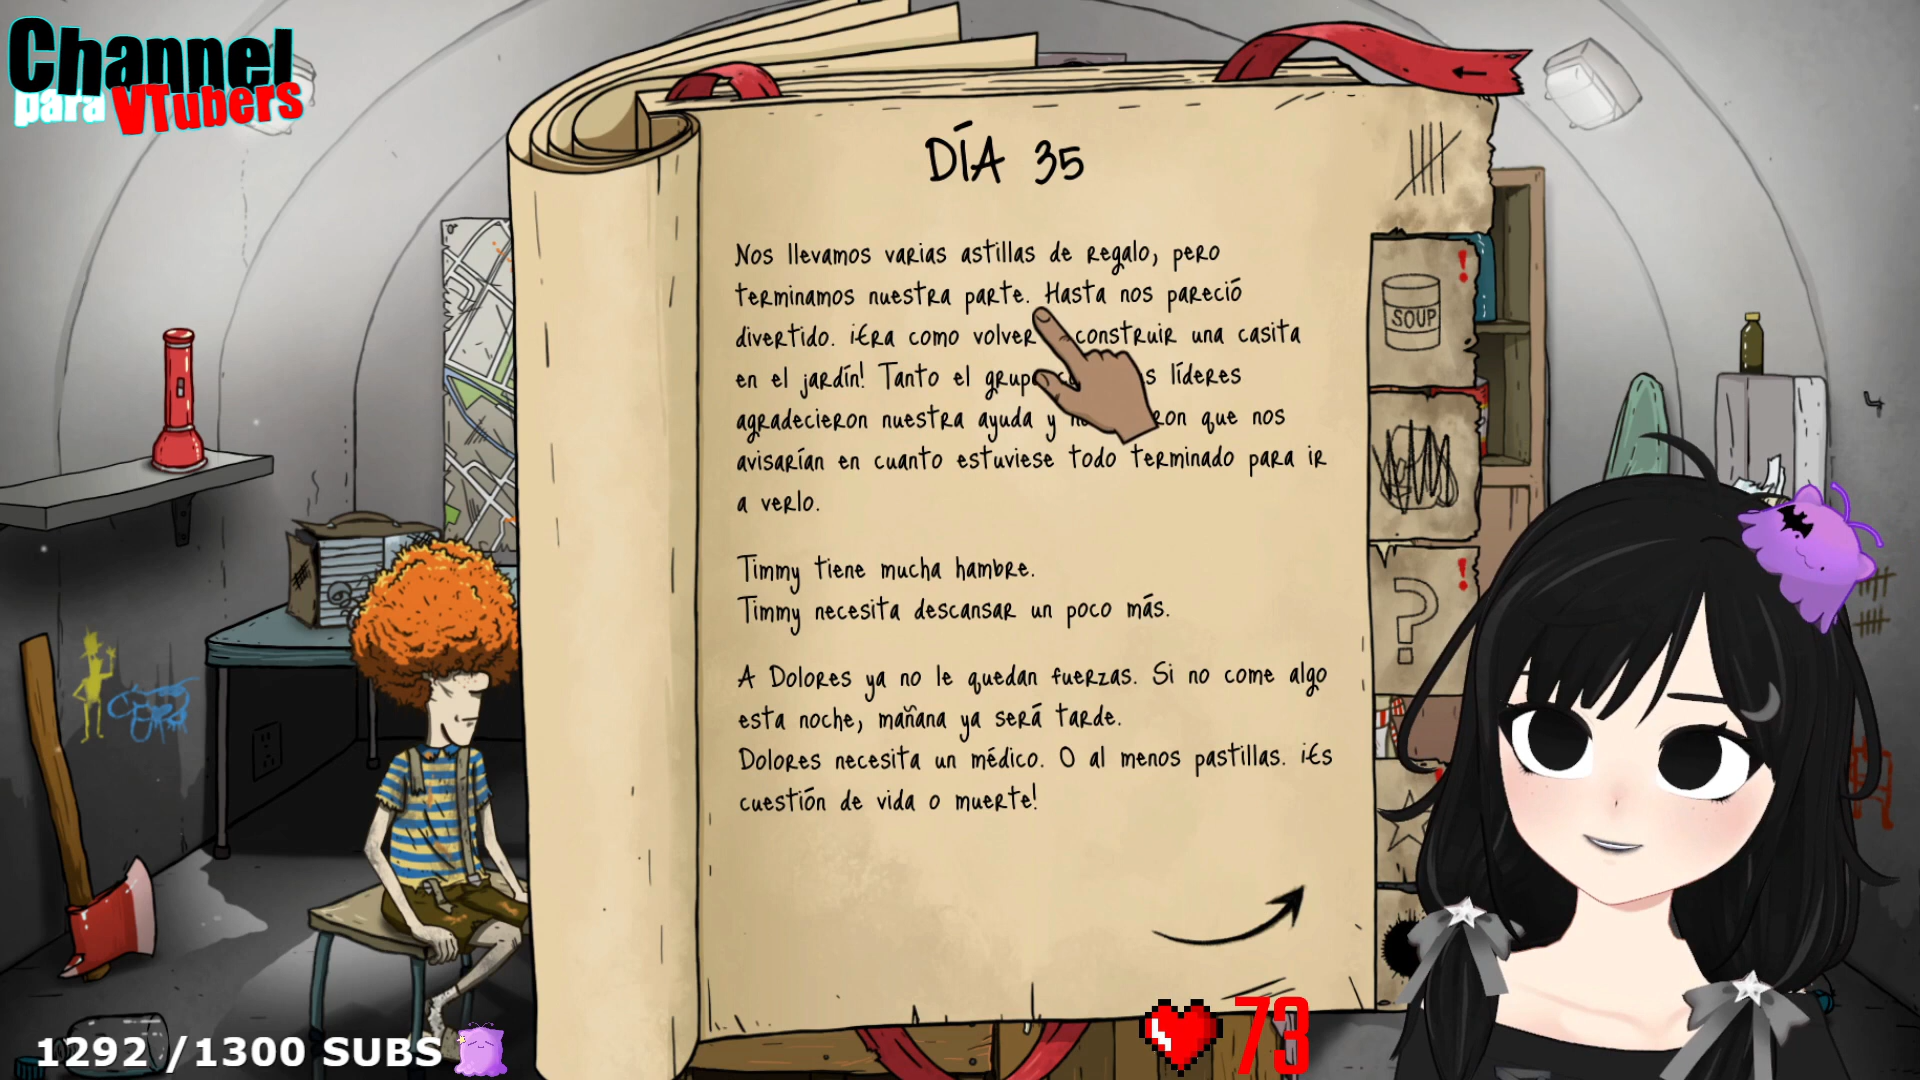 Channel
para VTubers
DÍA 35
Nos llevamos varias astillas de regalo, pero
terminamos nuestra parte. Hasta nos pareció
divertido. ¡Era como volver construir una casita
en el jardín! Tanto el líderes
agradecieron nuestra ayuda y que nos
avisarían en cuanto estuviese todo terminado para ir
a verlo.
SOUP
Timmy tiene mucha hambre.
Timmy necesita descansar un poco más.
?
A Dolores ya no le quedan fuerzas. Si no come algo
esta noche, mañana ya será tarde.
Dolores necesita un médico. O al menos pastillas. ¡Es
cuestión de vida o muerte!
1292 /1300 SUBS
73